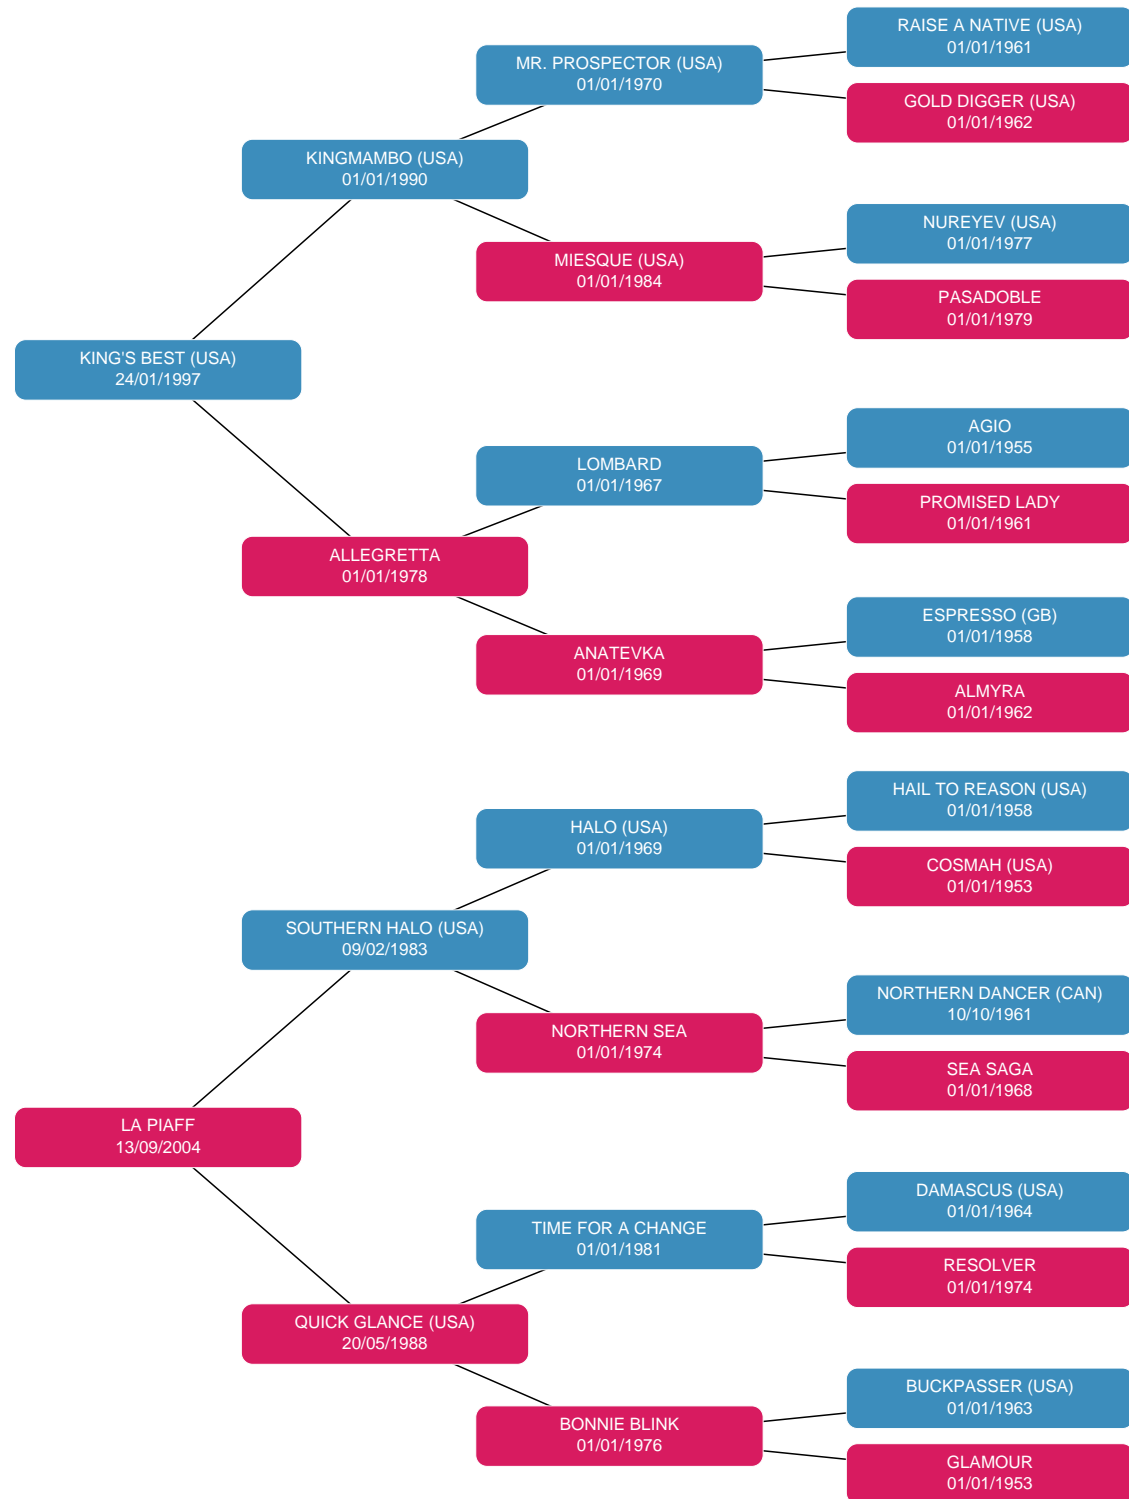 RAISE A NATIVE (USA)
01/01/1961
MR. PROSPECTOR (USA)
01/01/1970
GOLD DIGGER (USA)
01/01/1962
KINGMAMBO (USA)
01/01/1990
NUREYEV (USA)
01/01/1977
MIESQUE (USA)
01/01/1984
PASADOBLE
01/01/1979
KING'S BEST (USA)
24/01/1997
AGIO
01/01/1955
LOMBARD
01/01/1967
PROMISED LADY
01/01/1961
ALLEGRETTA
01/01/1978
ESPRESSO (GB)
01/01/1958
ANATEVKA
01/01/1969
ALMYRA
01/01/1962
HAIL TO REASON (USA)
01/01/1958
HALO (USA)
01/01/1969
COSMAH (USA)
01/01/1953
SOUTHERN HALO (USA)
09/02/1983
NORTHERN DANCER (CAN)
10/10/1961
NORTHERN SEA
01/01/1974
SEA SAGA
01/01/1968
LA PIAFF
13/09/2004
DAMASCUS (USA)
01/01/1964
TIME FOR A CHANGE
01/01/1981
RESOLVER
01/01/1974
QUICK GLANCE (USA)
20/05/1988
BUCKPASSER (USA)
01/01/1963
BONNIE BLINK
01/01/1976
GLAMOUR
01/01/1953